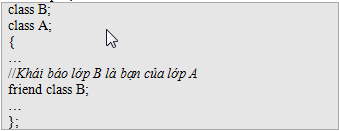 class B;
class A;
{
…
//Khái báo lớp B là bạn của lớp A
friend class B;
…
};